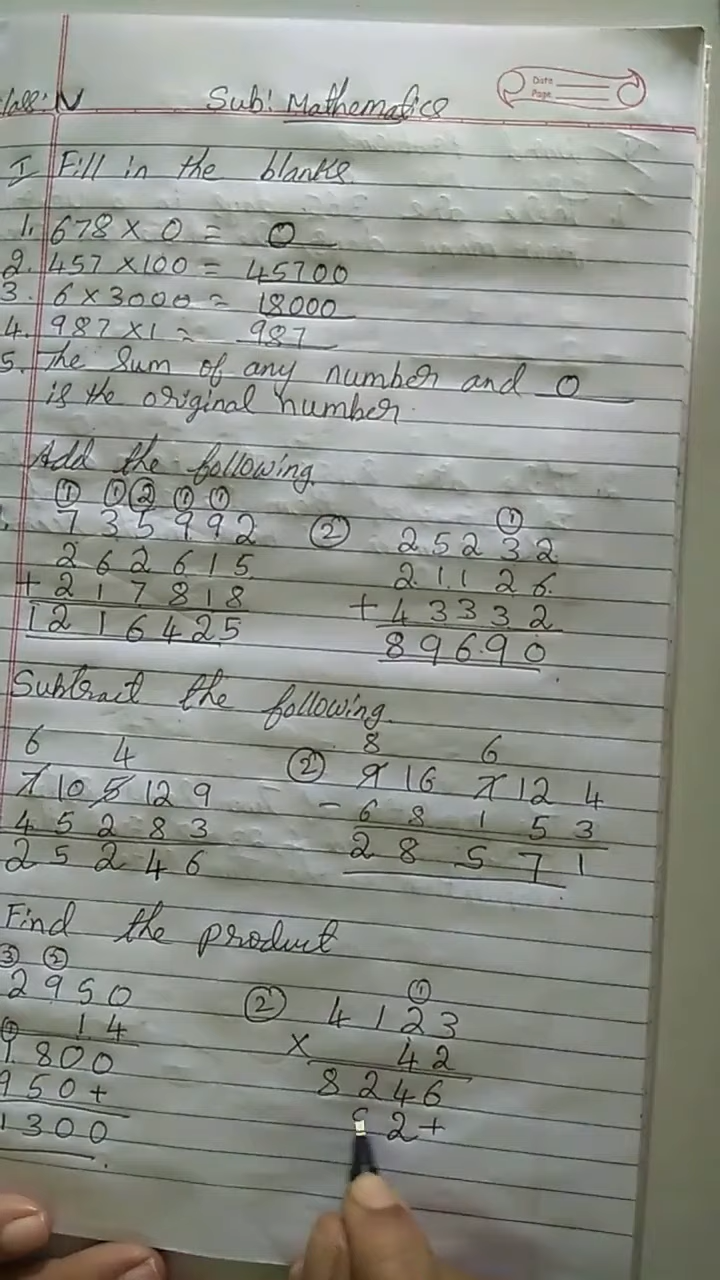 lass: IV Sub: Mathematics
Date
Page
I Fill in the blanks
1. 678 × 0 = 0
2. 457 × 100 = 45700
3. 6 × 3000 = 18000
4. 987 × 1 = 987
5. The Sum of any number and 0
is the original number.
Add the following.
1 1 2 1 1
7 3 5 9 9 2
2 6 2 6 1 5
+ 2 1 7 8 1 8
1 2 1 6 4 2 5
2 1
2 5 2 3 2
2 1 1 2 6
+ 4 3 3 3 2
8 9 6 9 0
Subtract the following
6 4
7 10 5 12 9
4 5 2 8 3
2 5 2 4 6
2 8 6
9 16 7 12 4
- 6 8 1 5 3
2 8 5 7 1
Find the product
3 2
2 9 5 0
1 4
1 8 0 0
9 5 0 +
1 3 0 0
2 1
4 1 2 3
× 4 2
8 2 4 6
2 +